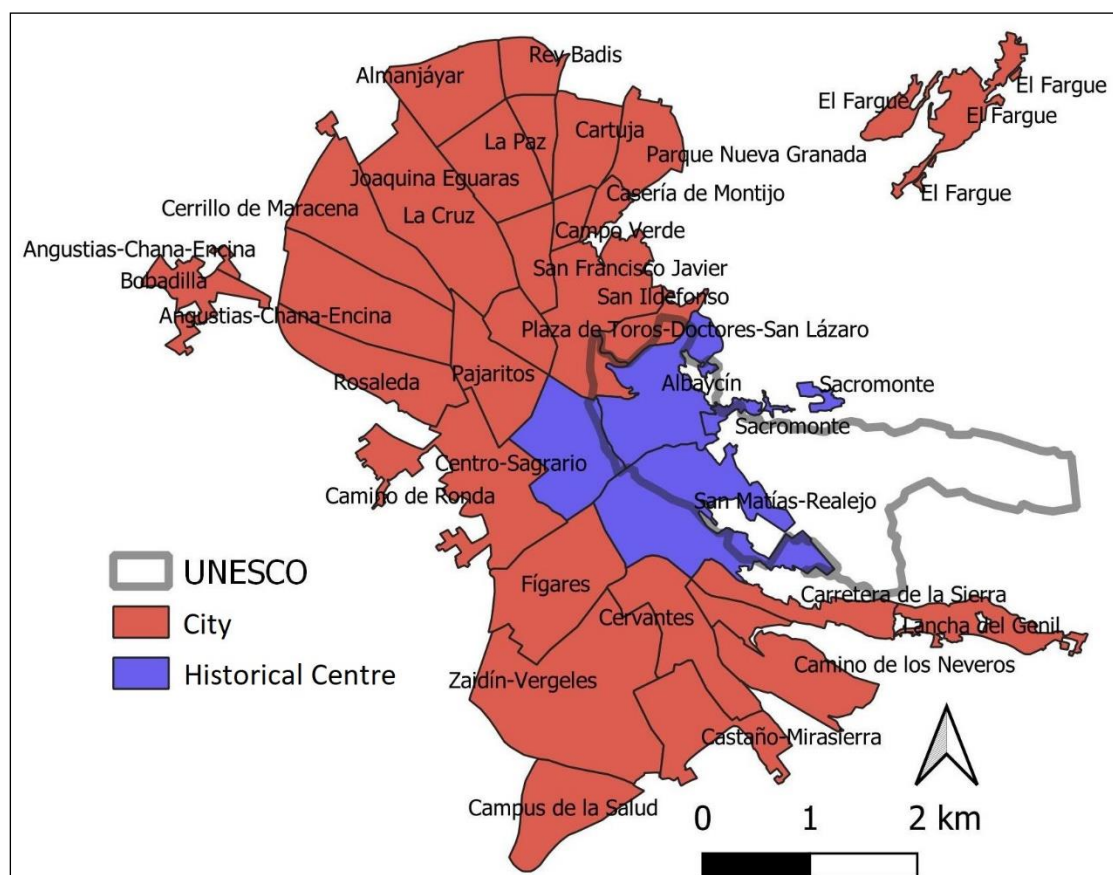 Rey Badis
Almanjáyar
El Fargue
El Fargue
El Fargue
La Paz
Cartuja
Parque Nueva Granada
Joaquina Eguaras
Casería de Montijo
El Fargue
Cerrillo de Maracena
La Cruz
Campo Verde
Angustias-Chana-Encina
San Francisco Javier
Bobadilla
San Ildefonso
Angustias-Chana-Encina
Plaza de Toros-Doctores-San Lázaro
Rosaleda
Pajaritos
Albaycín
Sacromonte
Sacromonte
Centro-Sagrario
Camino de Ronda
San Matías-Realejo
UNESCO
City
Historical Centre
Fígares
Carretera de la Sierra
Cervantes
Lancha del Genil
Camino de los Neveros
Zaidín-Vergeles
Castaño-Mirasierra
Campus de la Salud
0 1 2 km